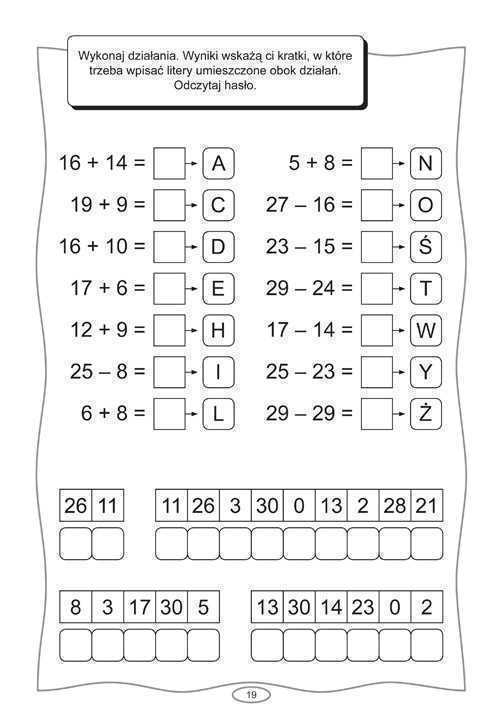 Wykonaj działania. Wyniki wskażą ci kratki, w które
trzeba wpisać litery umieszczone obok działań.
Odczytaj hasło.
16 + 14 = A
5 + 8 = N
19 + 9 = C
27 – 16 = O
16 + 10 = D
23 – 15 = Ś
17 + 6 = E
29 – 24 = T
12 + 9 = H
17 – 14 = W
25 – 8 = I
25 – 23 = Y
6 + 8 = L
29 – 29 = Ż
26 11
11 26 3 30 0 13 2 28 21
8 3 17 30 5
13 30 14 23 0 2
19